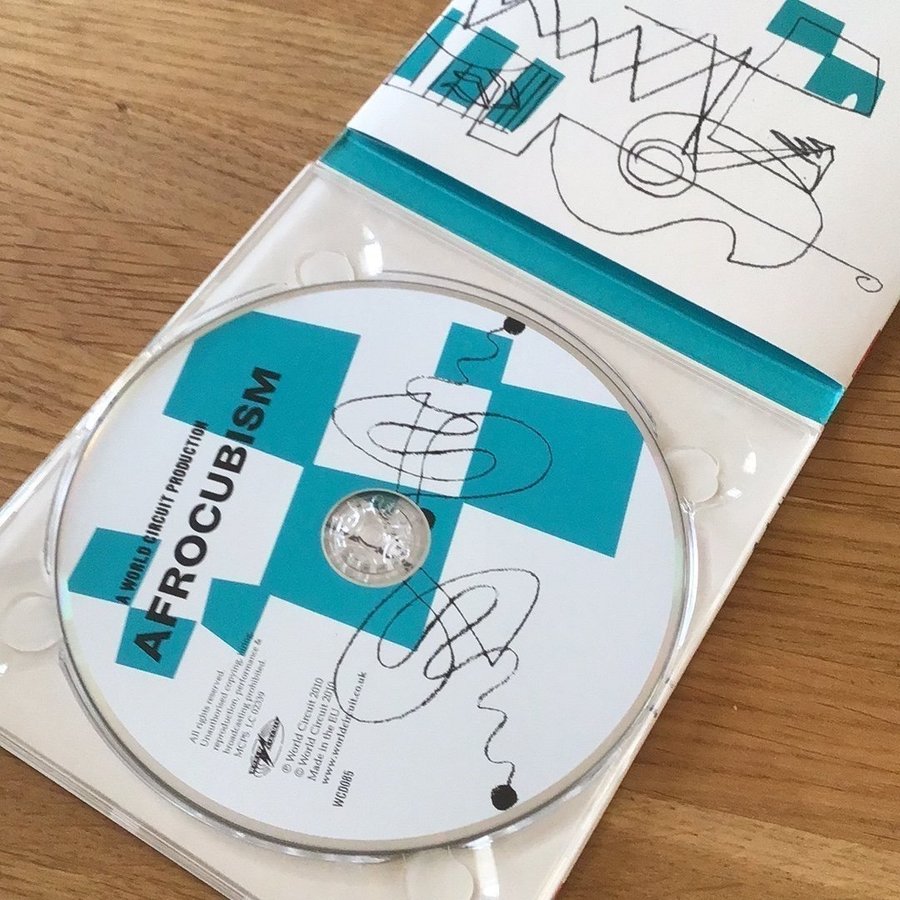 A WORLD CIRCUIT PRODUCTION
AFROCUBISM
All rights reserved.
Unauthorised copying, hiring,
reproduction, performance &
broadcasting prohibited.
MCPS. LC 02339
℗ World Circuit 2010
© World Circuit 2010
Made in the EU
www.worldcircuit.co.uk
WCD085